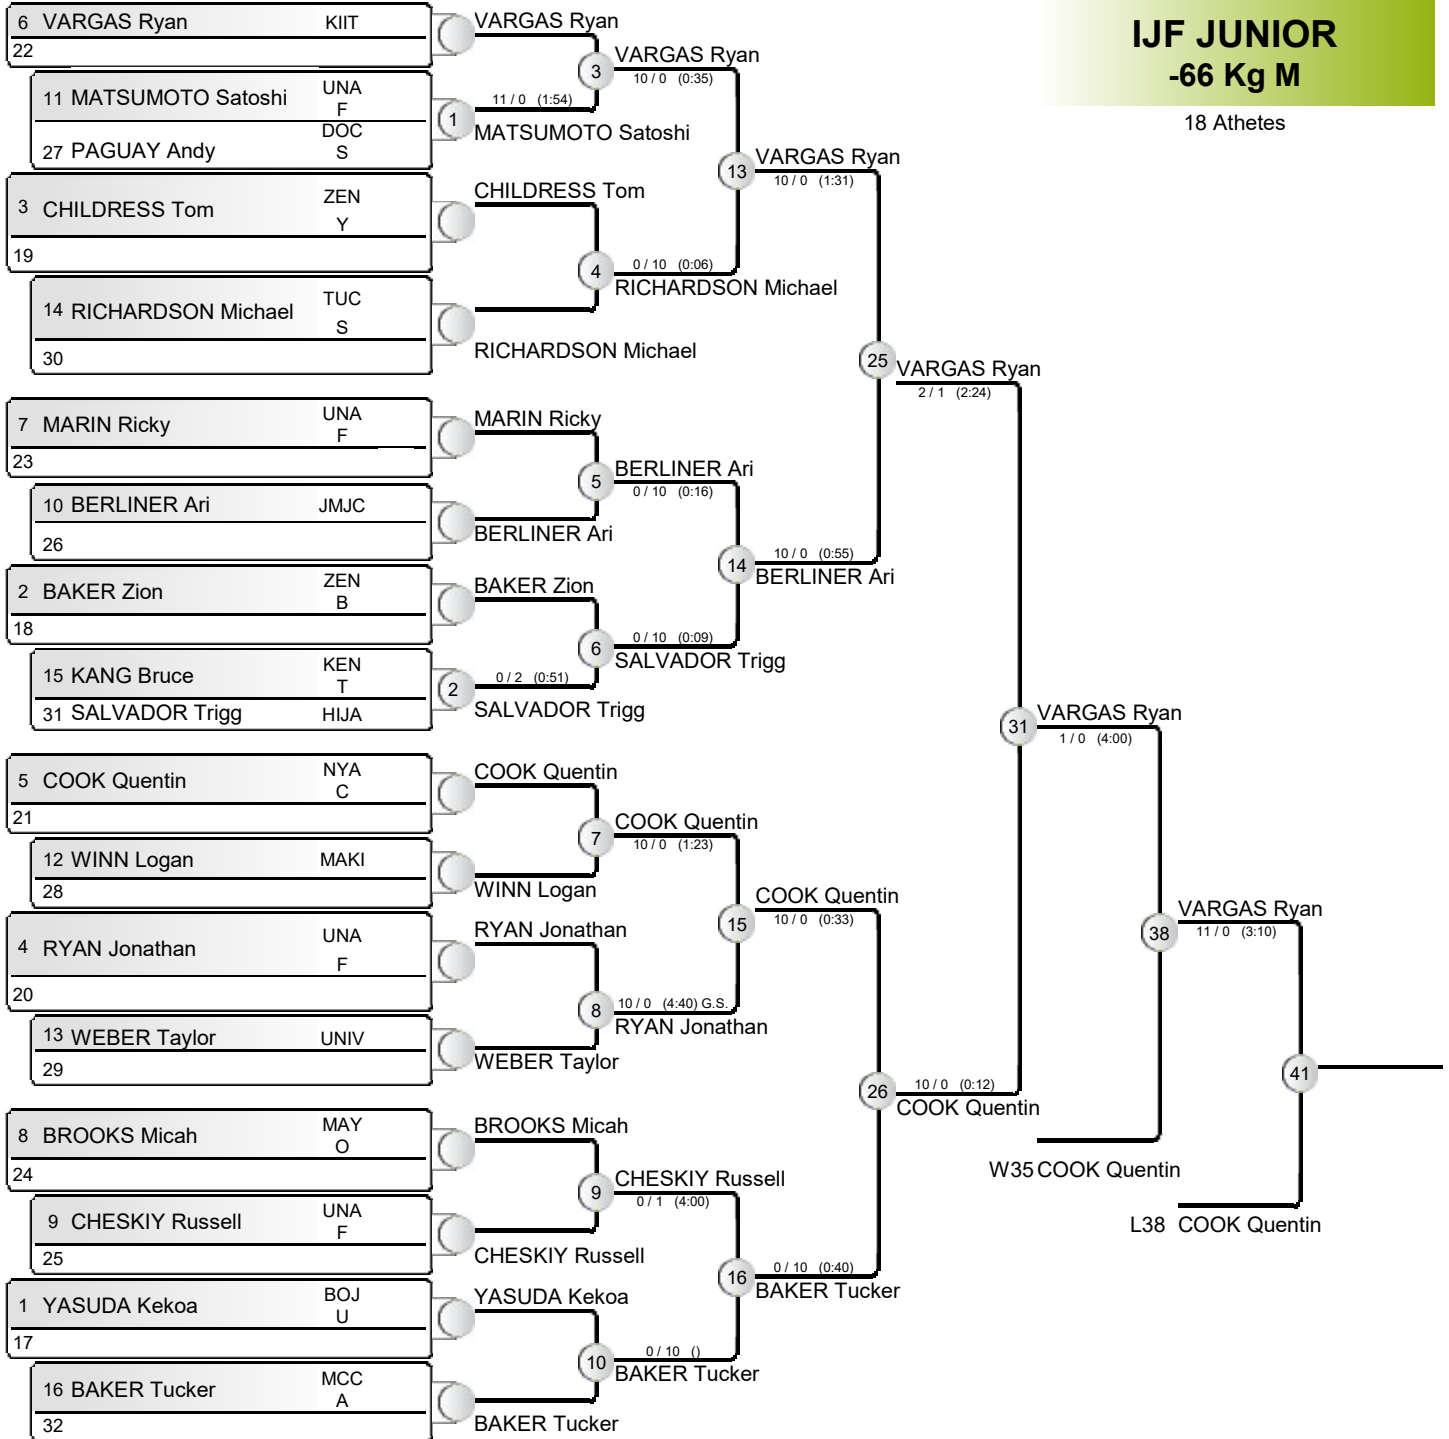 IJF JUNIOR
-66 Kg M
18 Athetes
6 VARGAS Ryan KIIT
22
11 MATSUMOTO Satoshi UNA
F
27 PAGUAY Andy DOC
S
3 CHILDRESS Tom ZEN
Y
19
14 RICHARDSON Michael TUC
S
30
7 MARIN Ricky UNA
F
23
10 BERLINER Ari JMJC
26
2 BAKER Zion ZEN
B
18
15 KANG Bruce KEN
T
31 SALVADOR Trigg HIJA
5 COOK Quentin NYA
C
21
12 WINN Logan MAKI
28
4 RYAN Jonathan UNA
F
20
13 WEBER Taylor UNIV
29
8 BROOKS Micah MAY
O
24
9 CHESKIY Russell UNA
F
25
1 YASUDA Kekoa BOJ
U
17
16 BAKER Tucker MCC
A
32
VARGAS Ryan
1
11 / 0 (1:54)
MATSUMOTO Satoshi
CHILDRESS Tom
RICHARDSON Michael
MARIN Ricky
BERLINER Ari
BAKER Zion
2
0 / 2 (0:51)
SALVADOR Trigg
COOK Quentin
WINN Logan
RYAN Jonathan
WEBER Taylor
BROOKS Micah
CHESKIY Russell
YASUDA Kekoa
BAKER Tucker
3
VARGAS Ryan
10 / 0 (0:35)
4
0 / 10 (0:06)
RICHARDSON Michael
5
BERLINER Ari
0 / 10 (0:16)
6
0 / 10 (0:09)
SALVADOR Trigg
7
COOK Quentin
10 / 0 (1:23)
8
10 / 0 (4:40) G.S.
RYAN Jonathan
9
CHESKIY Russell
0 / 1 (4:00)
10
0 / 10 ()
BAKER Tucker
13
VARGAS Ryan
10 / 0 (1:31)
14
10 / 0 (0:55)
BERLINER Ari
15
COOK Quentin
10 / 0 (0:33)
16
0 / 10 (0:40)
BAKER Tucker
25
VARGAS Ryan
2 / 1 (2:24)
26
10 / 0 (0:12)
COOK Quentin
31
VARGAS Ryan
1 / 0 (4:00)
W35 COOK Quentin
38
VARGAS Ryan
11 / 0 (3:10)
L38 COOK Quentin
41